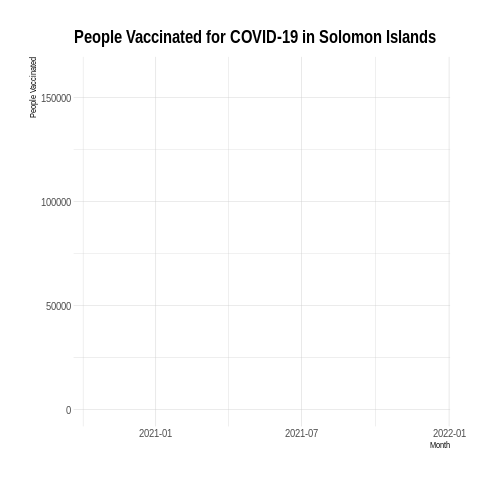 People Vaccinated for COVID-19 in Solomon Islands
People Vaccinated
150000
100000
50000
0
2021-01
2021-07
2022-01
Month